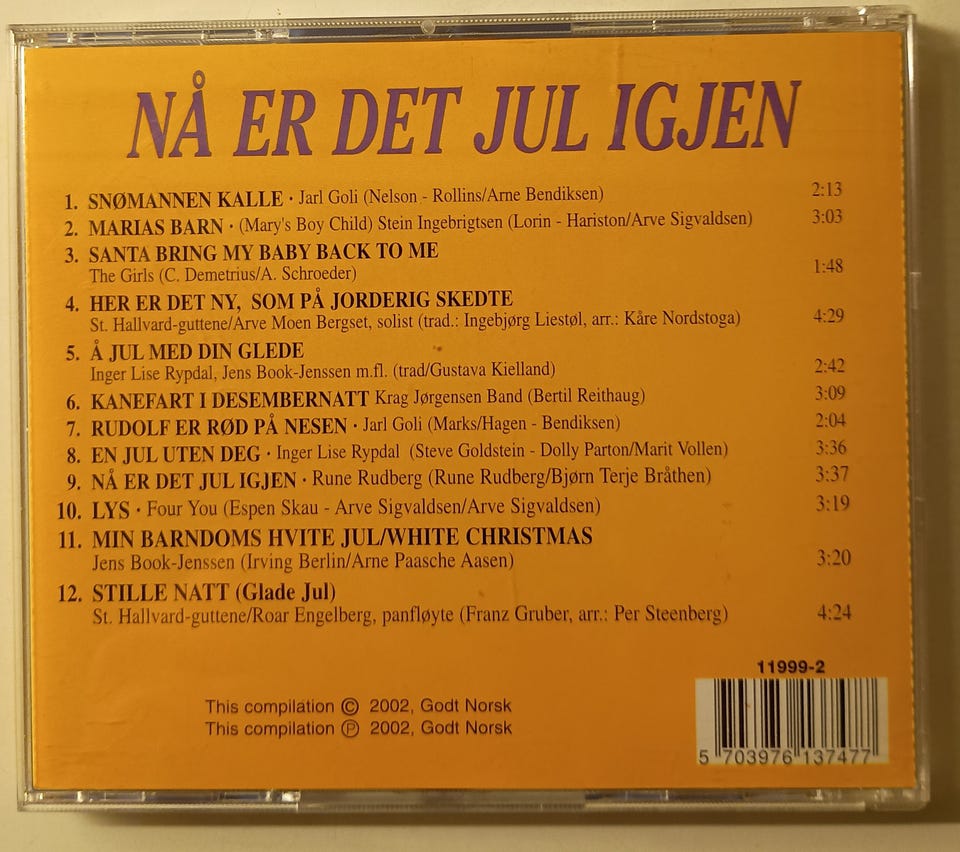 NÅ ER DET JUL IGJEN
1. SNØMANNEN KALLE · Jarl Goli (Nelson - Rollins/Arne Bendiksen) 2:13
2. MARIAS BARN · (Mary's Boy Child) Stein Ingebrigtsen (Lorin - Hariston/Arve Sigvaldsen) 3:03
3. SANTA BRING MY BABY BACK TO ME
The Girls (C. Demetrius/A. Schroeder) 1:48
4. HER ER DET NY, SOM PÅ JORDERIG SKEDTE
St. Hallvard-guttene/Arve Moen Bergset, solist (trad.: Ingebjørg Liestøl, arr.: Kåre Nordstoga) 4:29
5. Å JUL MED DIN GLEDE
Inger Lise Rypdal, Jens Book-Jenssen m.fl. (trad/Gustava Kielland) 2:42
6. KANEFART I DESEMBERNATT Krag Jørgensen Band (Bertil Reithaug) 3:09
7. RUDOLF ER RØD PÅ NESEN · Jarl Goli (Marks/Hagen - Bendiksen) 2:04
8. EN JUL UTEN DEG · Inger Lise Rypdal (Steve Goldstein - Dolly Parton/Marit Vollen) 3:36
9. NÅ ER DET JUL IGJEN · Rune Rudberg (Rune Rudberg/Bjørn Terje Bråthen) 3:37
10. LYS · Four You (Espen Skau - Arve Sigvaldsen/Arve Sigvaldsen) 3:19
11. MIN BARNDOMS HVITE JUL/WHITE CHRISTMAS
Jens Book-Jenssen (Irving Berlin/Arne Paasche Aasen) 3:20
12. STILLE NATT (Glade Jul)
St. Hallvard-guttene/Roar Engelberg, panfløyte (Franz Gruber, arr.: Per Steenberg) 4:24
11999-2
This compilation © 2002, Godt Norsk
This compilation ℗ 2002, Godt Norsk
5 703976 137477